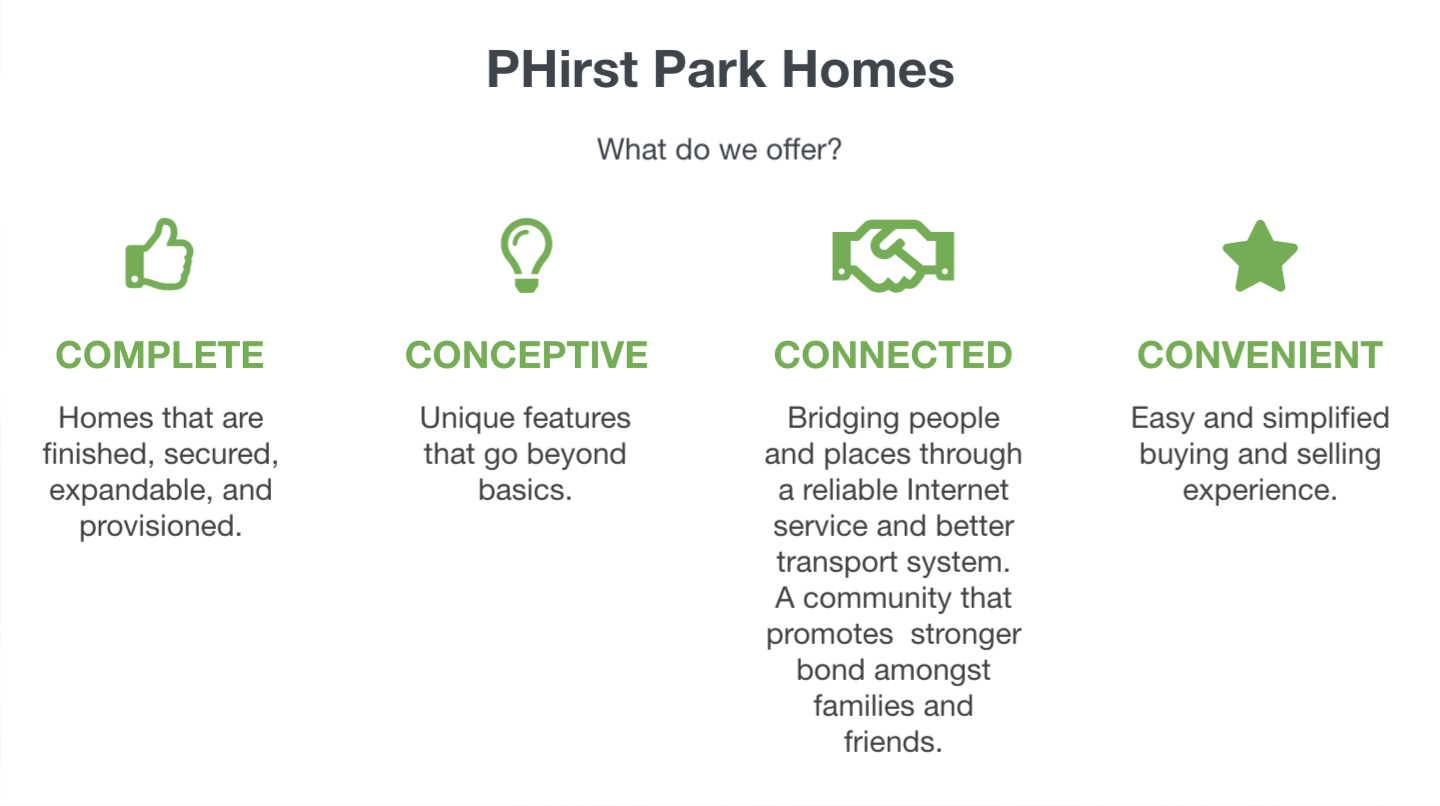 PHirst Park Homes
What do we offer?
COMPLETE
Homes that are
finished, secured,
expandable, and
provisioned.
CONCEPTIVE
Unique features
that go beyond
basics.
CONNECTED
Bridging people
and places through
a reliable Internet
service and better
transport system.
A community that
promotes  stronger
bond amongst
families and
friends.
CONVENIENT
Easy and simplified
buying and selling
experience.